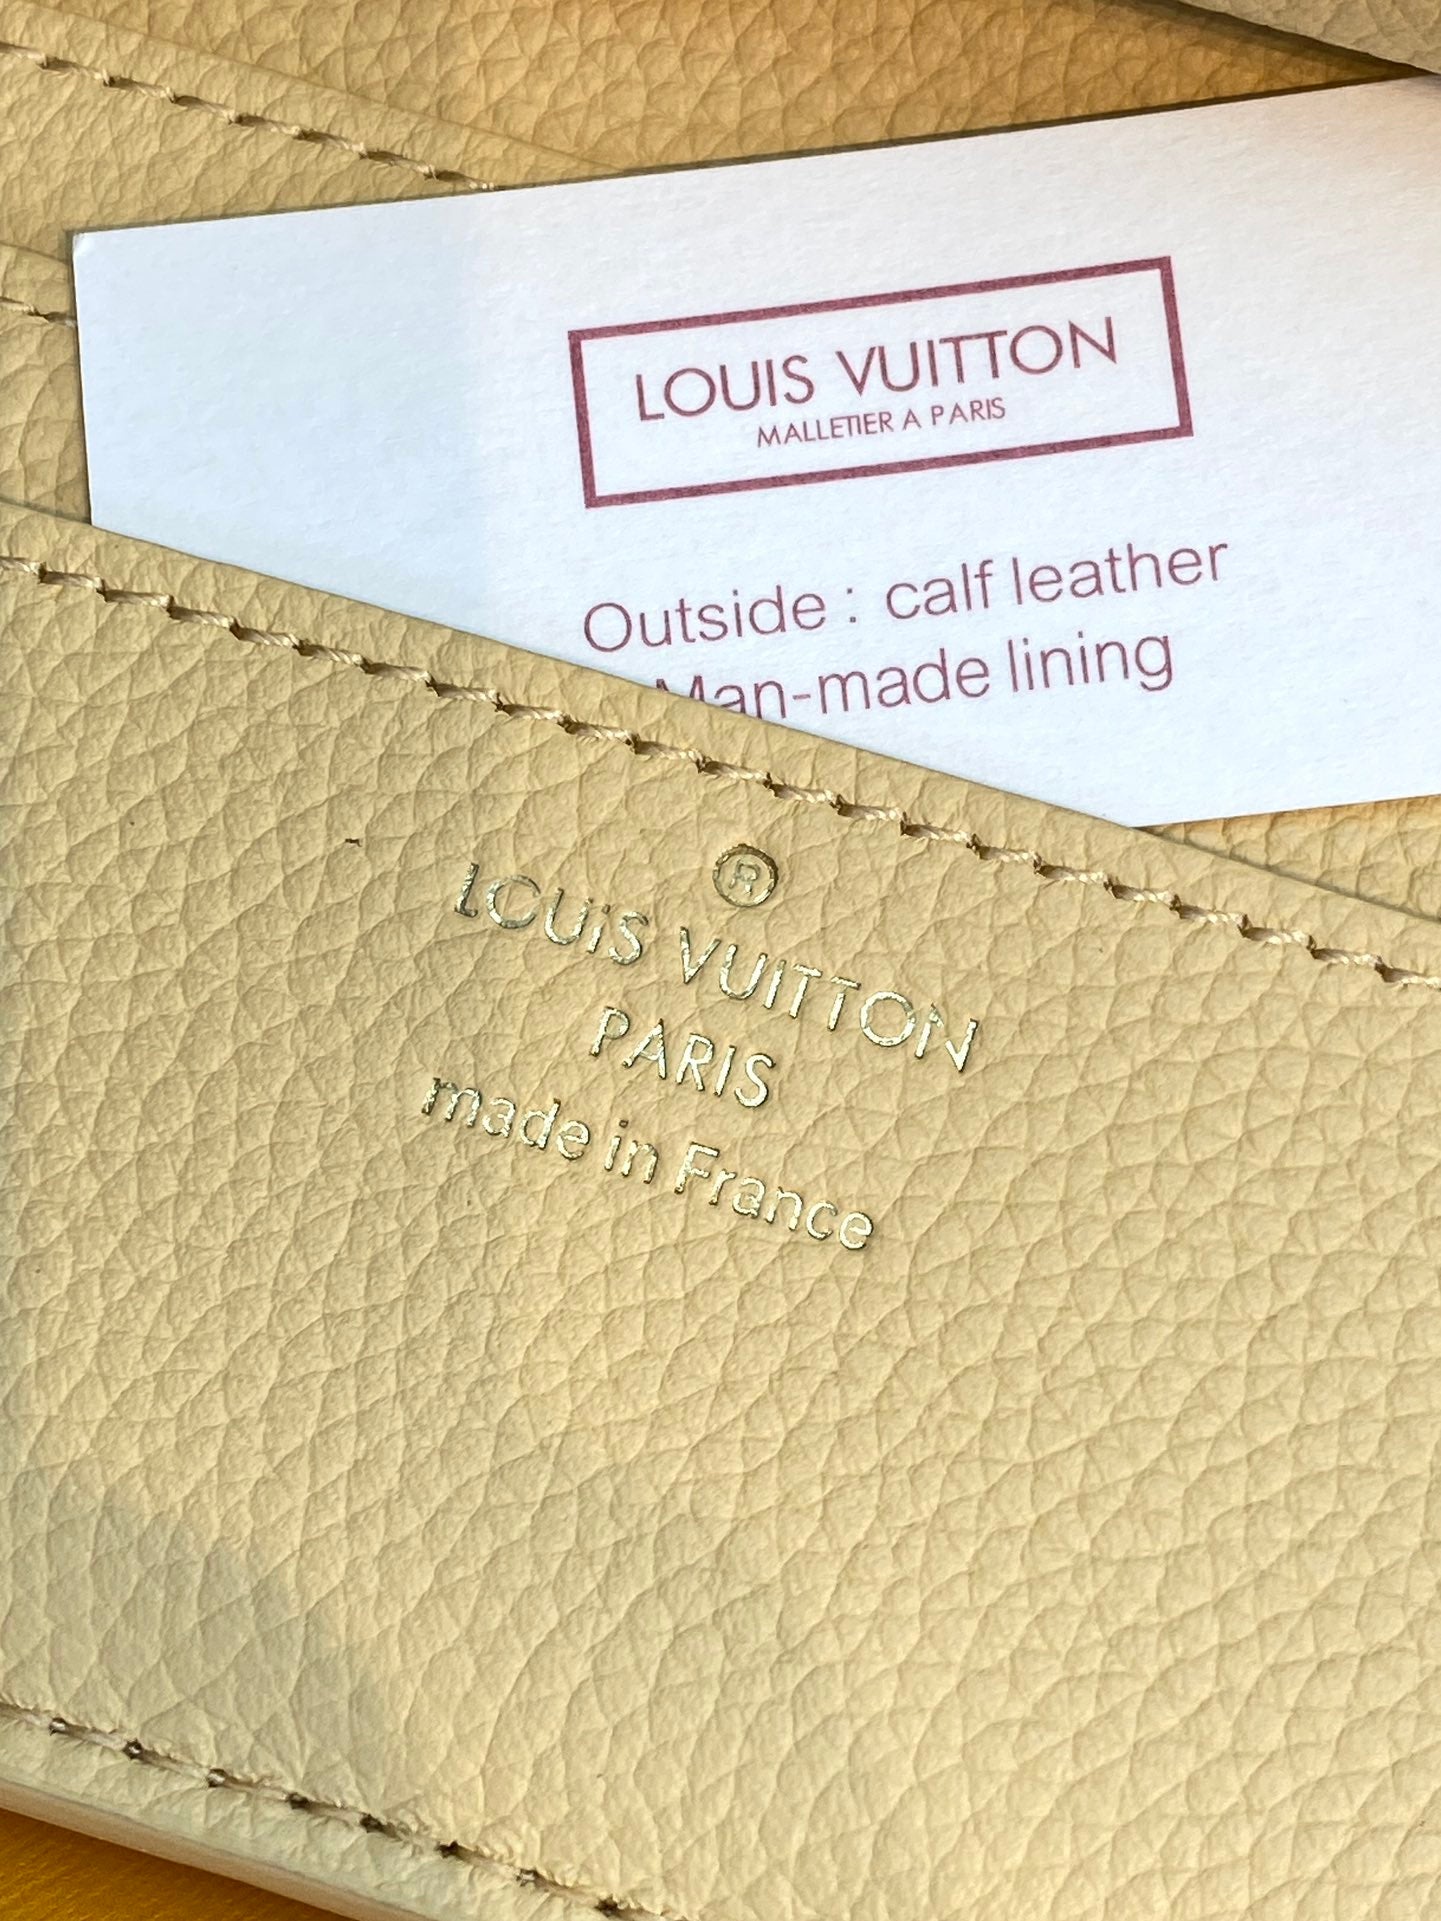 LOUIS VUITTON
MALLETIER A PARIS
Outside : calf leather
Man-made lining
®
LOUIS VUITTON
PARIS
made in France